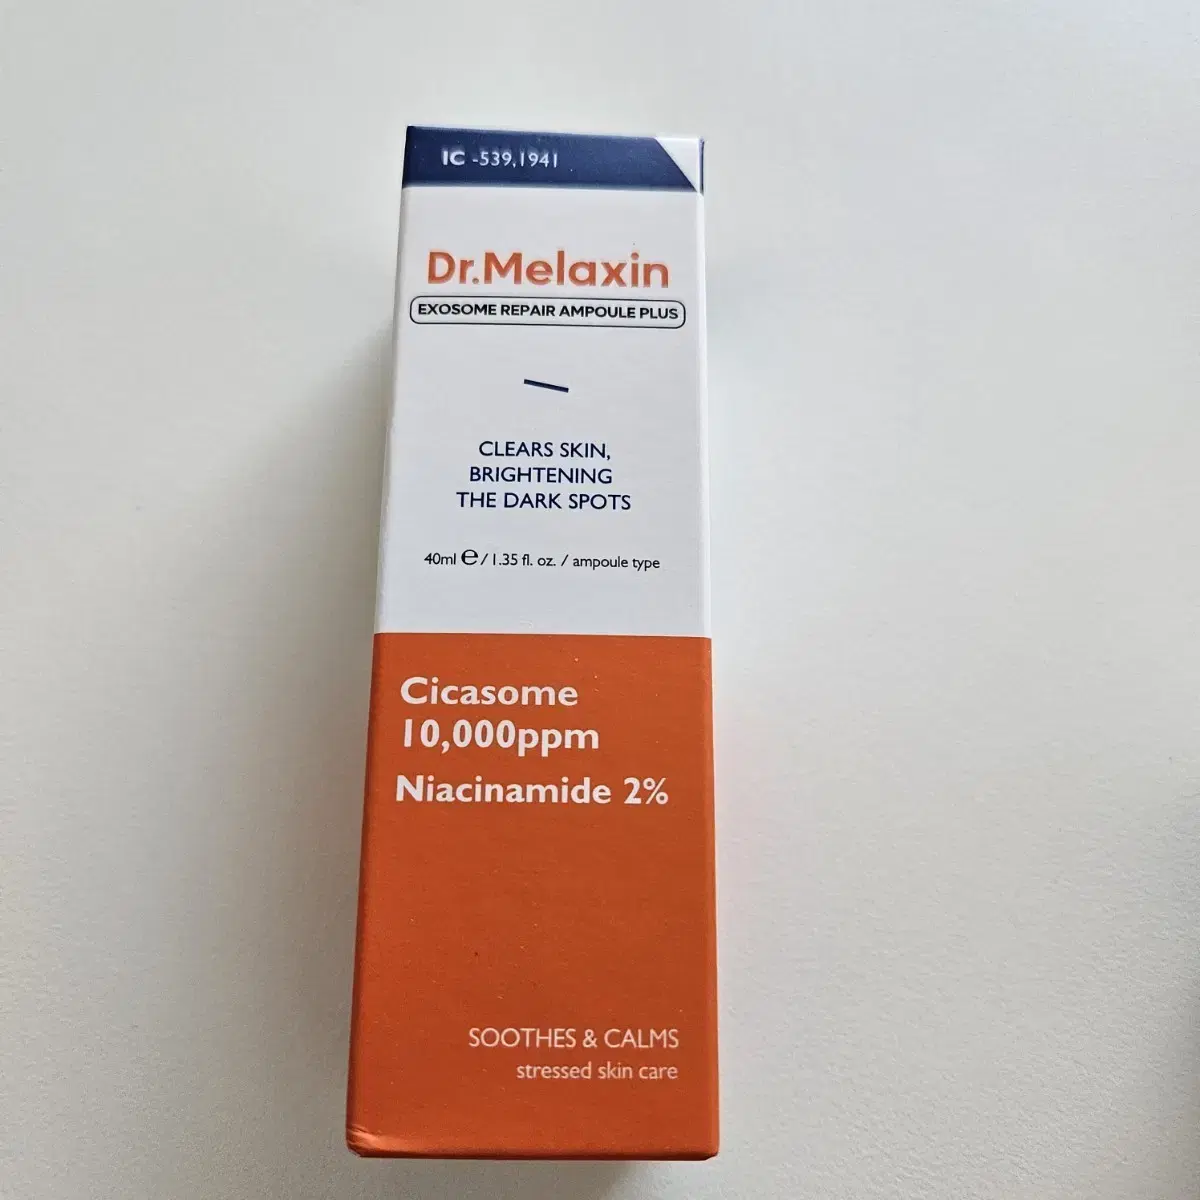 IC -539,1941
Dr.Melaxin
EXOSOME REPAIR AMPOULE PLUS
CLEARS SKIN,
BRIGHTENING
THE DARK SPOTS
40ml ℮ / 1.35 fl. oz. / ampoule type
Cicasome
10,000ppm
Niacinamide 2%
SOOTHES & CALMS
stressed skin care